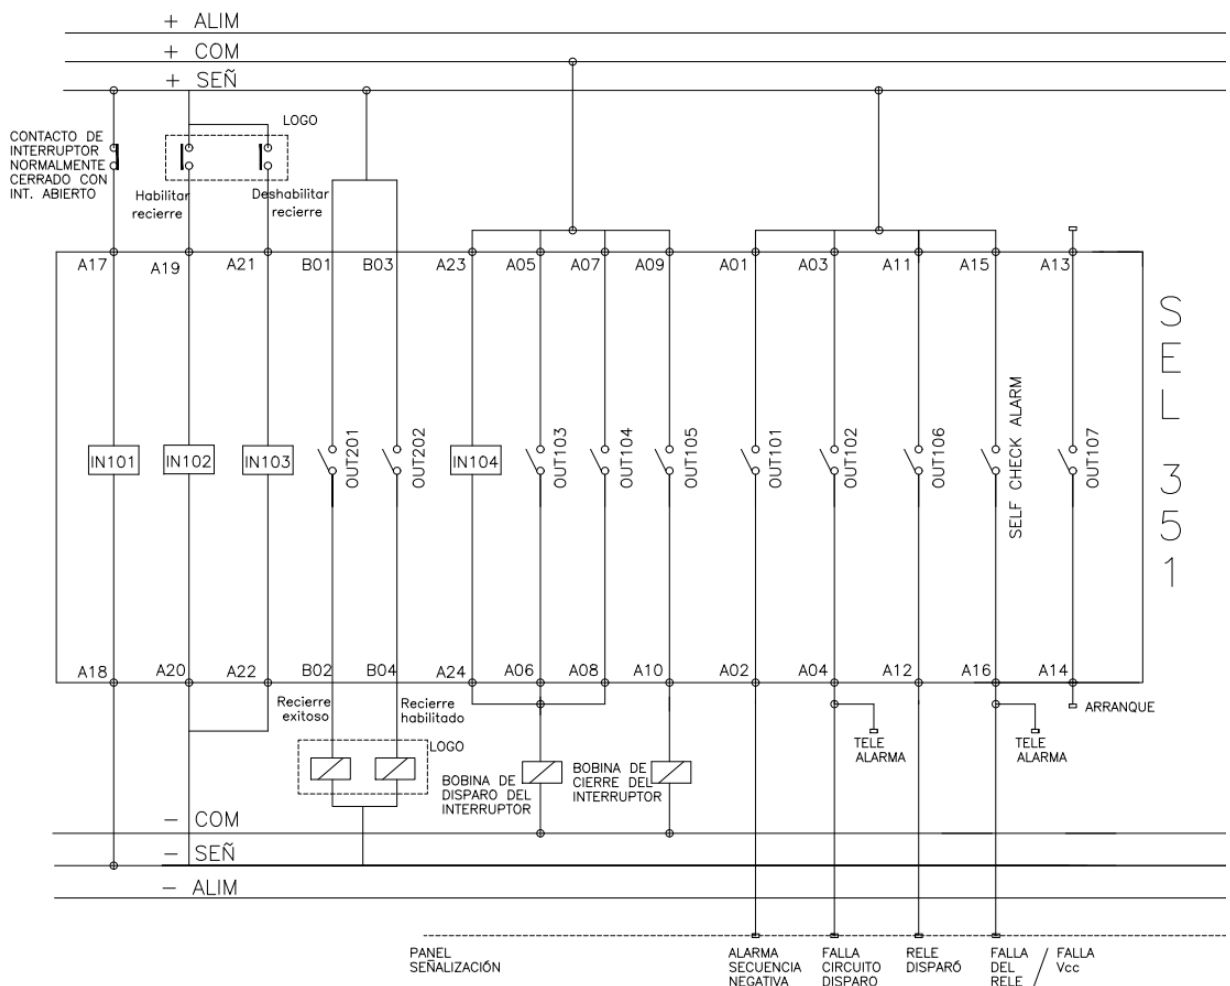 + ALIM
+ COM
+ SEÑ
CONTACTO DE
INTERRUPTOR
NORMALMENTE
CERRADO CON
INT. ABIERTO
LOGO
Habilitar
recierre
Deshabilitar
recierre
A17
A19
A21
B01
B03
A23
A05
A07
A09
A01
A03
A11
A15
A13
SEL 351
IN101
IN102
IN103
OUT201
OUT202
IN104
OUT103
OUT104
OUT105
OUT101
OUT102
OUT106
SELF CHECK ALARM
OUT107
A18
A20
A22
B02
B04
A24
A06
A08
A10
A02
A04
A12
A16
A14
Recierre
exitoso
Recierre
habilitado
LOGO
ARRANQUE
TELE
ALARMA
TELE
ALARMA
BOBINA DE
DISPARO DEL
INTERRUPTOR
BOBINA DE
CIERRE DEL
INTERRUPTOR
- COM
- SEÑ
- ALIM
PANEL
SEÑALIZACIÓN
ALARMA
SECUENCIA
NEGATIVA
FALLA
CIRCUITO
DISPARO
RELE
DISPARÓ
FALLA
DEL
RELE
/
FALLA
Vcc